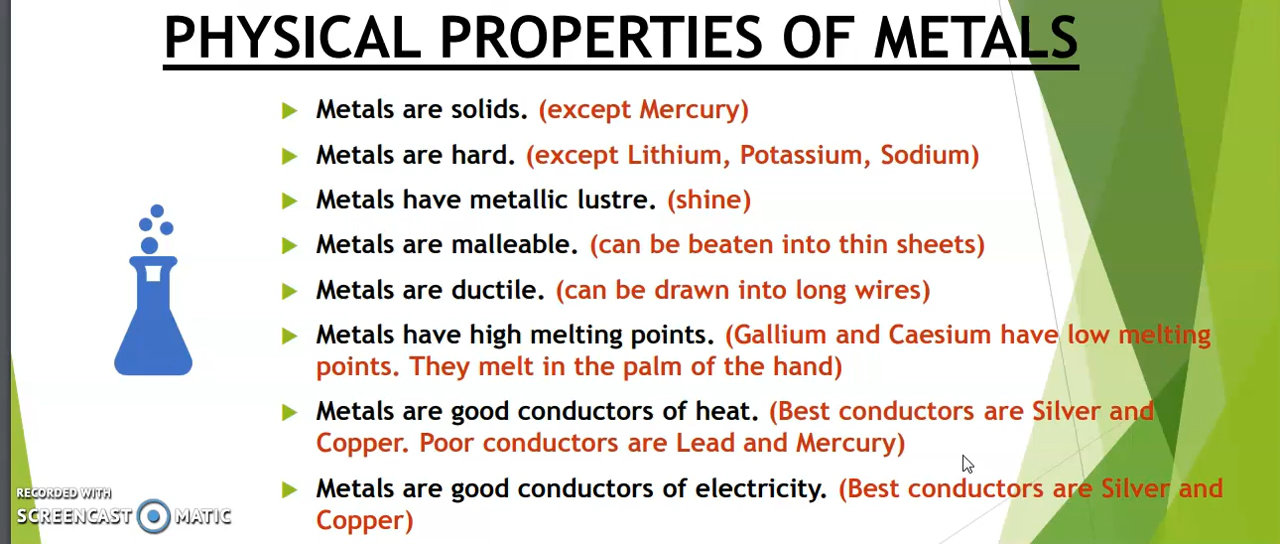 PHYSICAL PROPERTIES OF METALS
Metals are solids. (except Mercury)
Metals are hard. (except Lithium, Potassium, Sodium)
Metals have metallic lustre. (shine)
Metals are malleable. (can be beaten into thin sheets)
Metals are ductile. (can be drawn into long wires)
Metals have high melting points. (Gallium and Caesium have low melting
points. They melt in the palm of the hand)
Metals are good conductors of heat. (Best conductors are Silver and
Copper. Poor conductors are Lead and Mercury)
Metals are good conductors of electricity. (Best conductors are Silver and
Copper)
RECORDED WITH
SCREENCAST MATIC